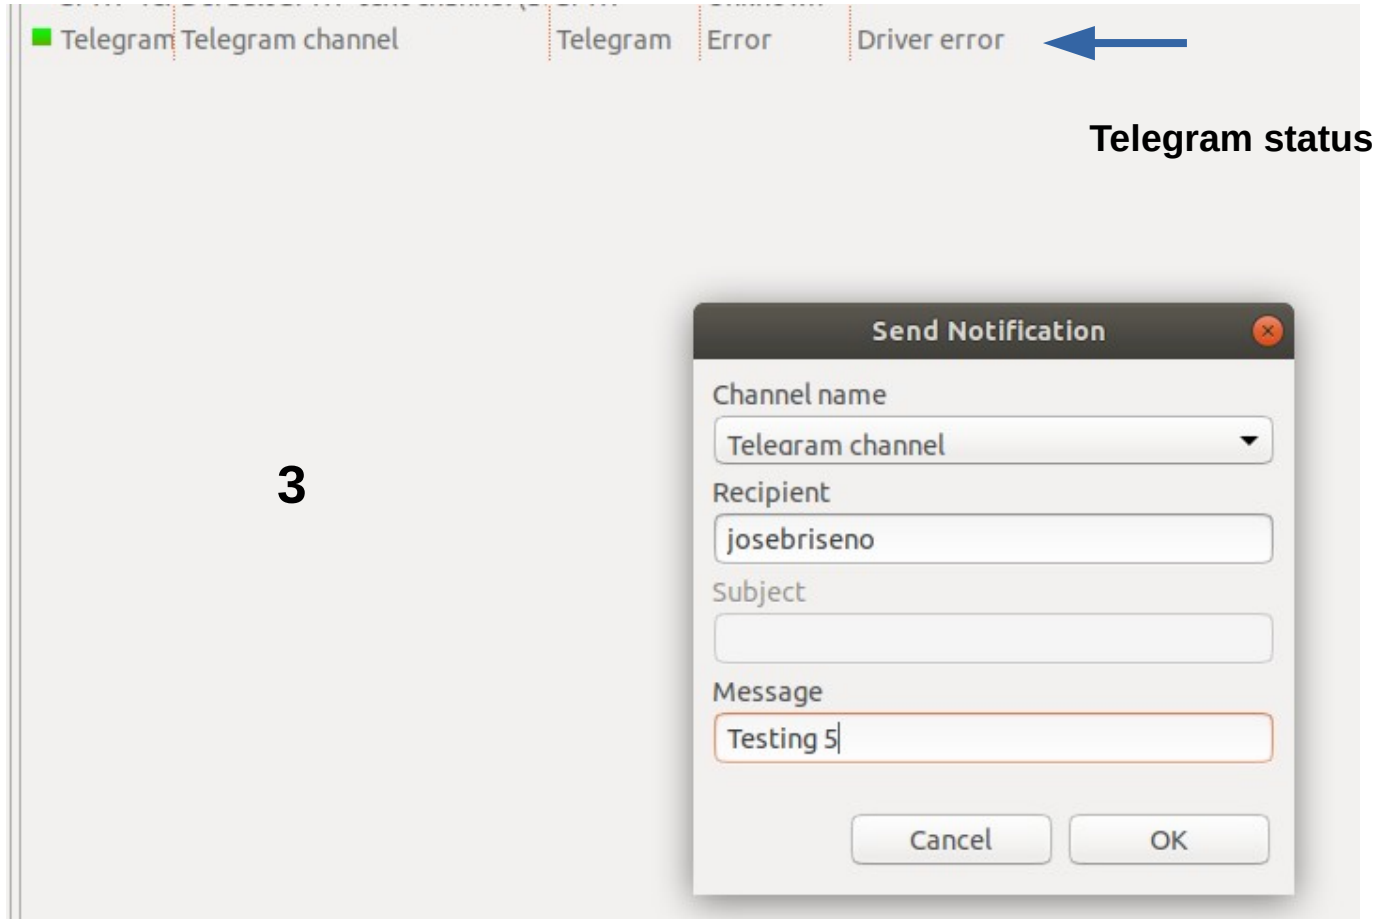 Telegram Telegram channel Telegram Error Driver error
Telegram status
Send Notification
Channel name
Telegram channel
3
Recipient
josebriseno
Subject
Message
Testing 5
Cancel OK